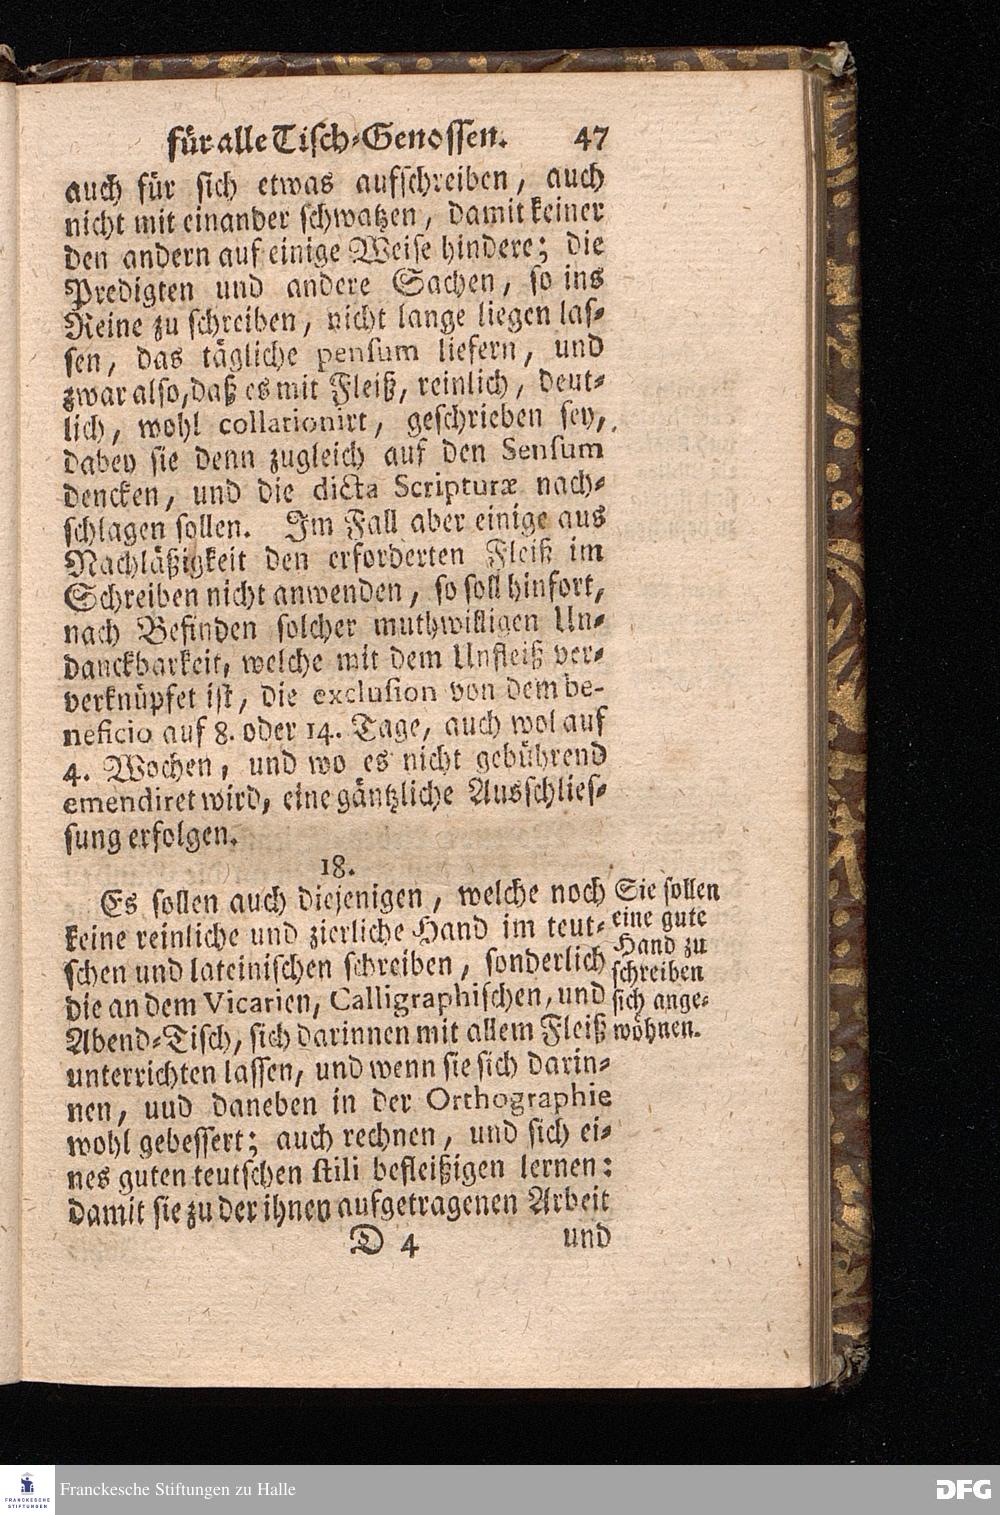 für alle Tisch-Genossen. 47
auch für sich etwas aufschreiben, auch
nicht mit einander schwatzen, damit keiner
den andern auf einige Weise hindere; die
Predigten und andere Sachen, so ins
Reine zu schreiben, nicht lange liegen las-
sen, das tägliche pensum liefern, und
zwar also, daß es mit Fleiß, reinlich, deut-
lich, wohl collationirt, geschrieben sey,
dabey sie denn zugleich auf den Sensum
dencken, und die dicta Scripturæ nach-
schlagen sollen. Im Fall aber einige aus
Nachläßigkeit den erforderten Fleiß im
Schreiben nicht anwenden, so soll hinfort,
nach Befinden solcher muthwilligen Un-
danckbarkeit, welche mit dem Unfleiß ver-
verknüpfet ist, die exclusion von dem be-
neficio auf 8. oder 14. Tage, auch wol auf
4. Wochen, und wo es nicht gebührend
emendiret wird, eine gäntzliche Ausschlies-
sung erfolgen.
18.
Es sollen auch diejenigen, welche noch
keine reinliche und zierliche Hand im teut-
schen und lateinischen schreiben, sonderlich
die an dem Vicarien, Calligraphischen, und
Abend-Tisch, sich darinnen mit allem Fleiß
unterrichten lassen, und wenn sie sich darin-
nen, uud daneben in der Orthographie
wohl gebessert; auch rechnen, und sich ei-
nes guten teutschen stili befleißigen lernen:
damit sie zu der ihnen aufgetragenen Arbeit
Sie sollen
eine gute
Hand zu
schreiben
sich ange-
wöhnen.
D 4 und
FRANCKESCHE
STIFTUNGEN
Franckesche Stiftungen zu Halle
DFG